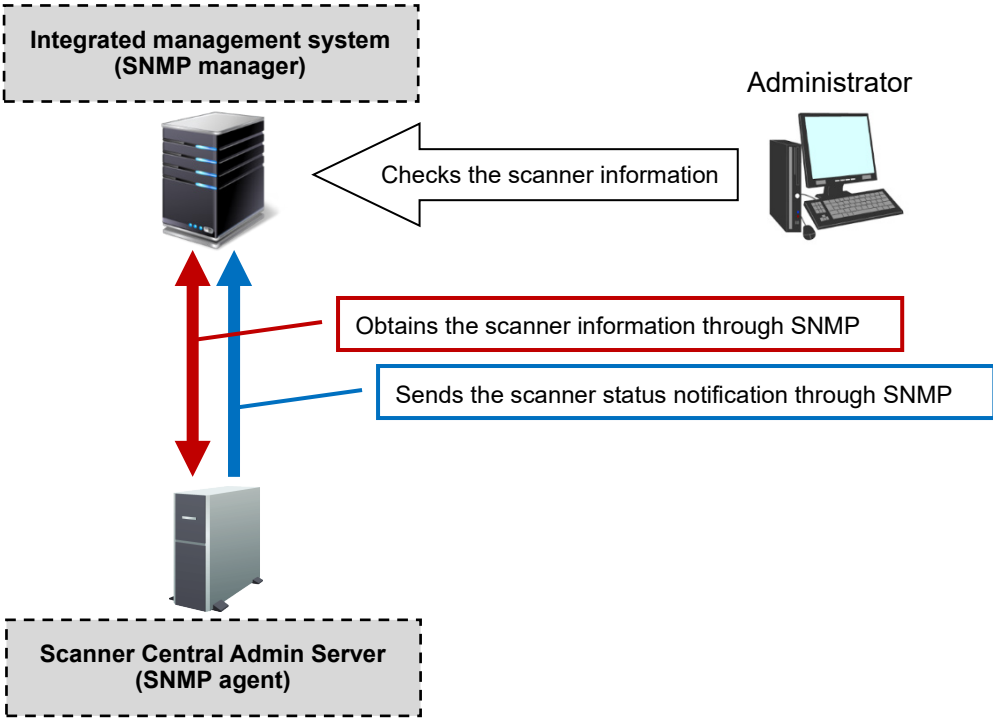 Integrated management system
(SNMP manager)
Administrator
Checks the scanner information
Obtains the scanner information through SNMP
Sends the scanner status notification through SNMP
Scanner Central Admin Server
(SNMP agent)